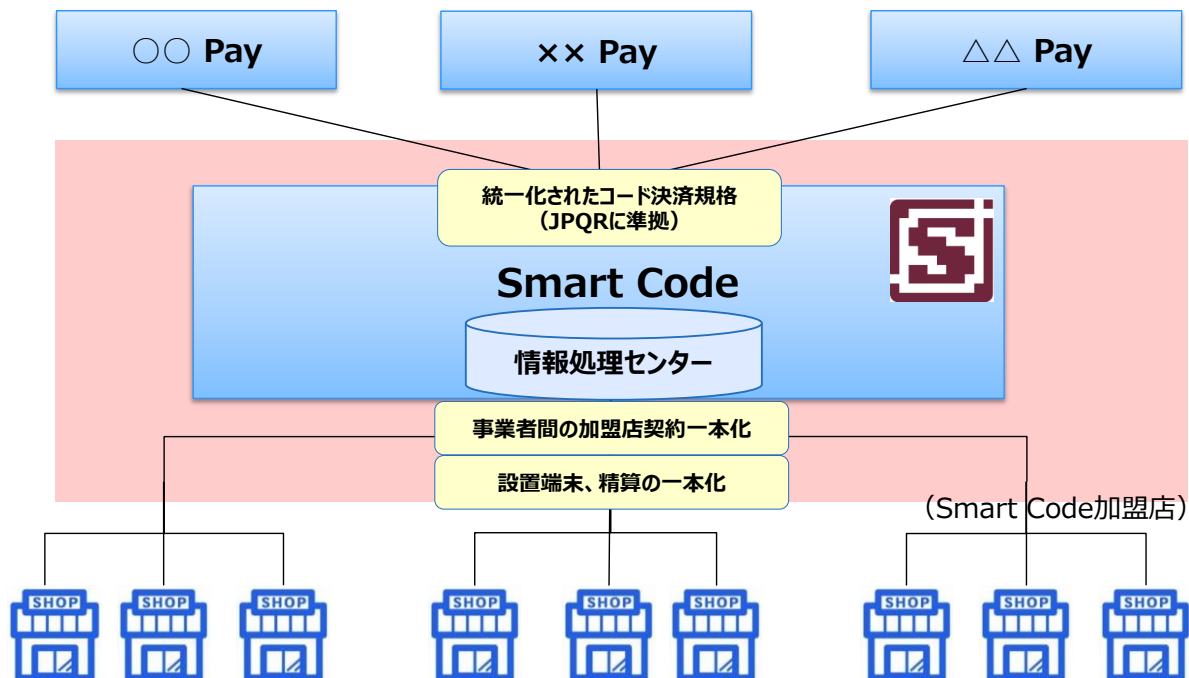 ○○ Pay
×× Pay
△△ Pay
統一化されたコード決済規格
（JPQRに準拠）
S
Smart Code
情報処理センター
事業者間の加盟店契約一本化
設置端末、精算の一本化
（Smart Code加盟店）
SHOP
SHOP
SHOP
SHOP
SHOP
SHOP
SHOP
SHOP
SHOP